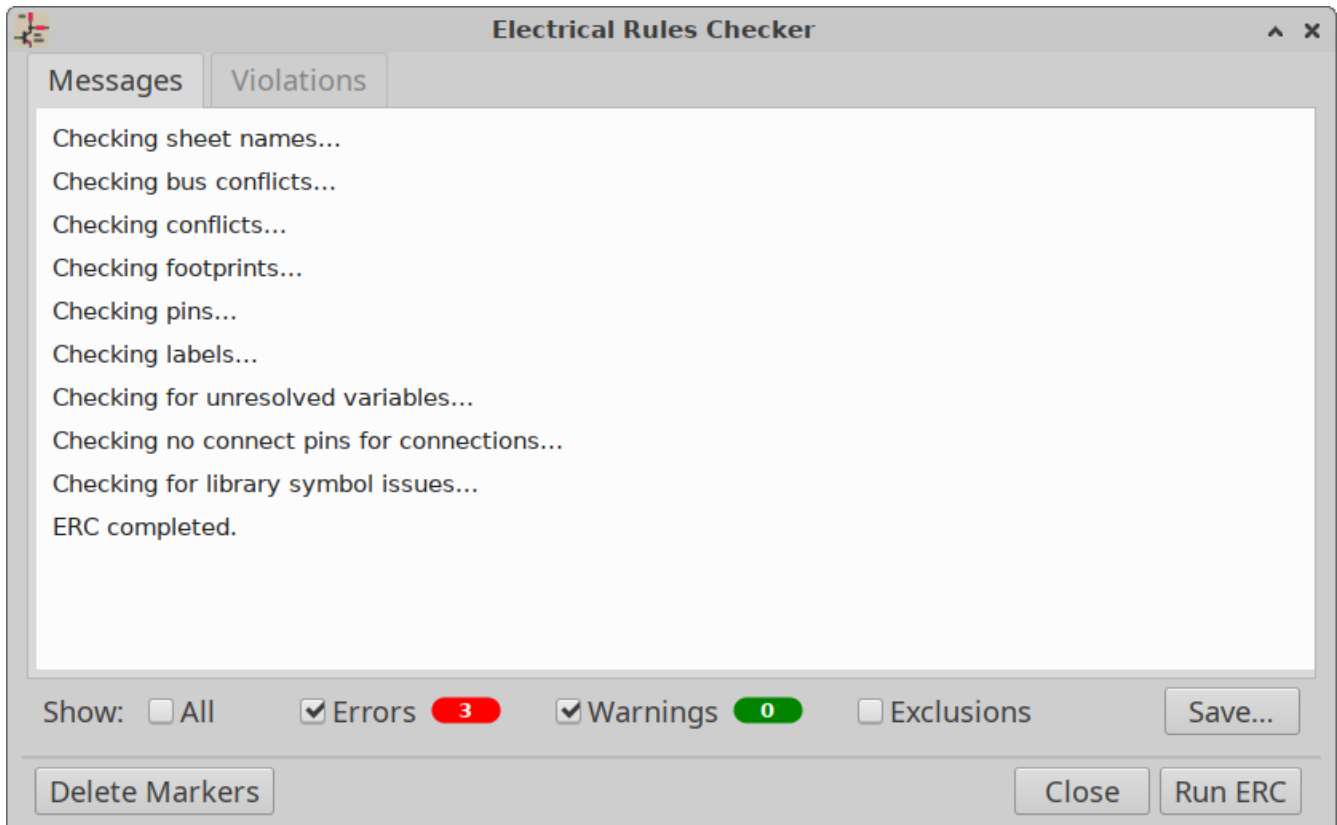 Electrical Rules Checker
Messages Violations
Checking sheet names...
Checking bus conflicts...
Checking conflicts...
Checking footprints...
Checking pins...
Checking labels...
Checking for unresolved variables...
Checking no connect pins for connections...
Checking for library symbol issues...
ERC completed.
Show: All Errors 3 Warnings 0 Exclusions Save...
Delete Markers Close Run ERC